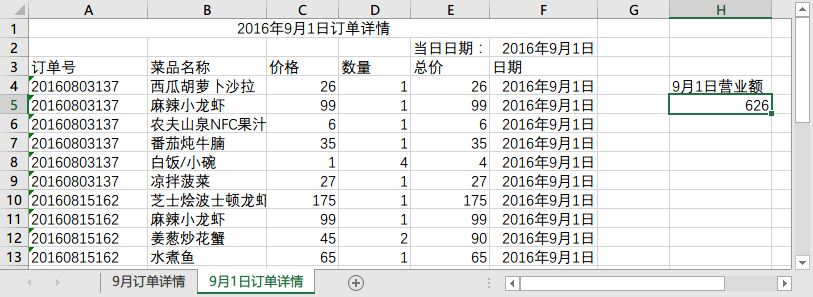 A B C D E F G H
1 2016年9月1日订单详情
2 当日日期： 2016年9月1日
3 订单号 菜品名称 价格 数量 总价 日期
4 20160803137 西瓜胡萝卜沙拉 26 1 26 2016年9月1日 9月1日营业额
5 20160803137 麻辣小龙虾 99 1 99 2016年9月1日 626
6 20160803137 农夫山泉NFC果汁 6 1 6 2016年9月1日
7 20160803137 番茄炖牛腩 35 1 35 2016年9月1日
8 20160803137 白饭/小碗 1 4 4 2016年9月1日
9 20160803137 凉拌菠菜 27 1 27 2016年9月1日
10 20160815162 芝士烩波士顿龙虾 175 1 175 2016年9月1日
11 20160815162 麻辣小龙虾 99 1 99 2016年9月1日
12 20160815162 姜葱炒花蟹 45 2 90 2016年9月1日
13 20160815162 水煮鱼 65 1 65 2016年9月1日
9月订单详情 9月1日订单详情